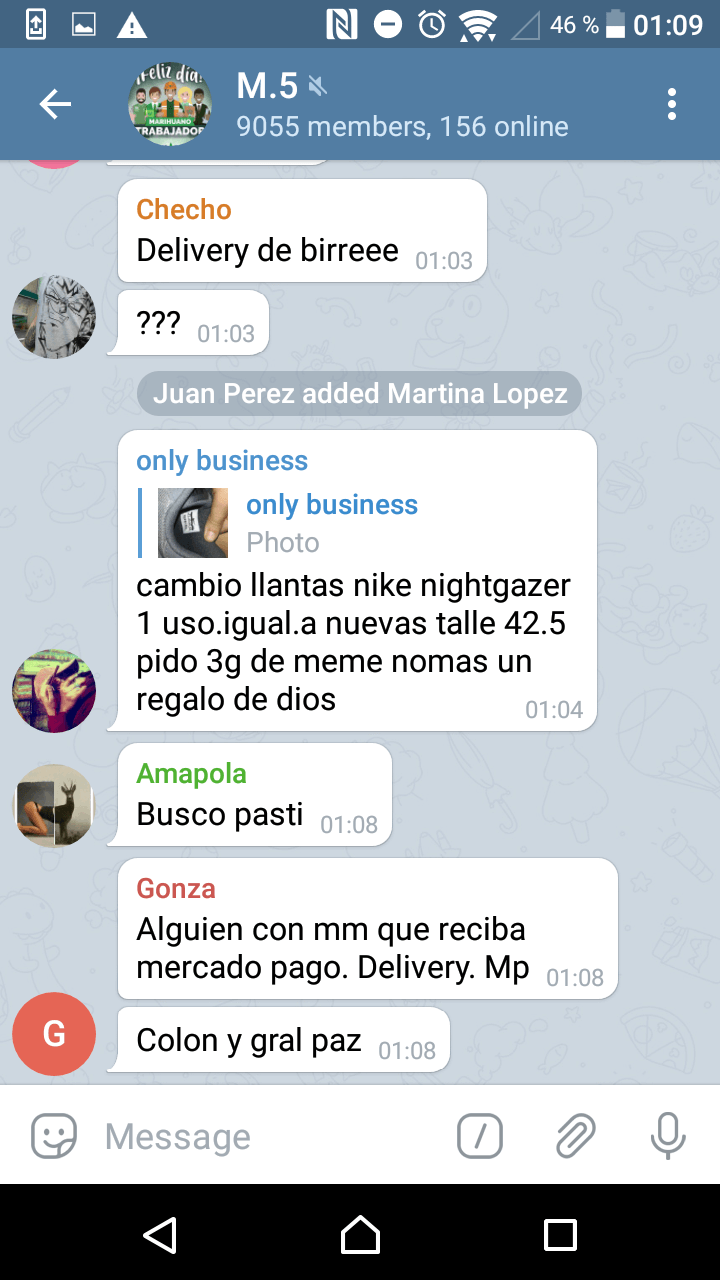 46 % 01:09
¡Feliz día!
MARIHUANO
TRABAJADOR
M.5
9055 members, 156 online
Checho
Delivery de birreee 01:03
??? 01:03
Juan Perez added Martina Lopez
only business
only business
Photo
cambio llantas nike nightgazer
1 uso.igual.a nuevas talle 42.5
pido 3g de meme nomas un
regalo de dios 01:04
Amapola
Busco pasti 01:08
Gonza
Alguien con mm que reciba
mercado pago. Delivery. Mp 01:08
G
Colon y gral paz 01:08
Message